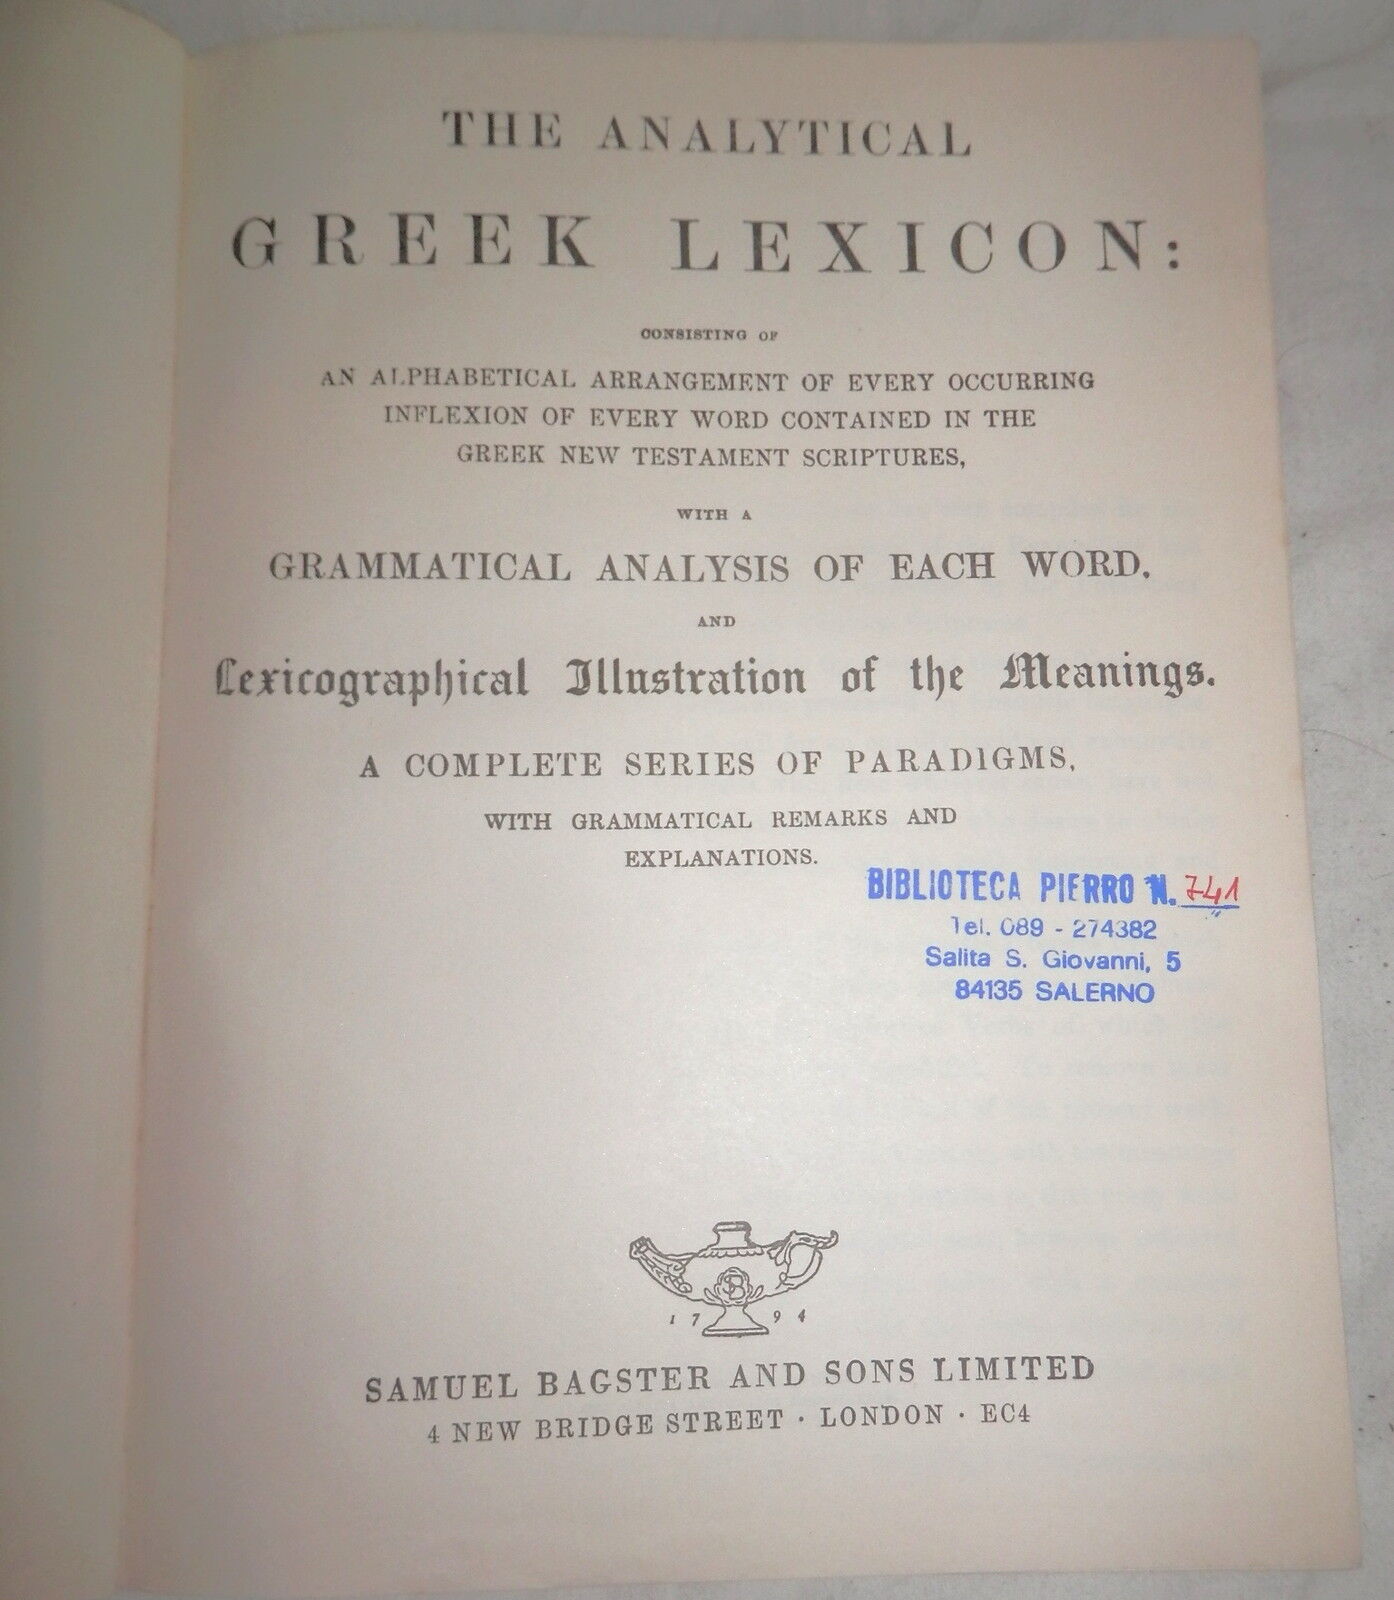 THE ANALYTICAL
GREEK LEXICON:
CONSISTING OF
AN ALPHABETICAL ARRANGEMENT OF EVERY OCCURRING
INFLEXION OF EVERY WORD CONTAINED IN THE
GREEK NEW TESTAMENT SCRIPTURES,
WITH A
GRAMMATICAL ANALYSIS OF EACH WORD,
AND
Lexicographical Illustration of the Meanings.
A COMPLETE SERIES OF PARADIGMS,
WITH GRAMMATICAL REMARKS AND
EXPLANATIONS.
BIBLIOTECA PIERRO N. 741
Tel. 089 - 274382
Salita S. Giovanni, 5
84135 SALERNO
SB
1794
SAMUEL BAGSTER AND SONS LIMITED
4 NEW BRIDGE STREET · LONDON · EC4